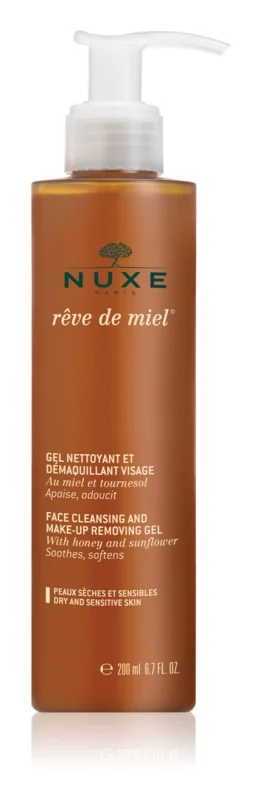 NUXE
PARIS
rêve de miel®
GEL NETTOYANT ET
DÉMAQUILLANT VISAGE
Au miel et tournesol
Apaise, adoucit
FACE CLEANSING AND
MAKE-UP REMOVING GEL
With honey and sunflower
Soothes, softens
PEAUX SÈCHES ET SENSIBLES
DRY AND SENSITIVE SKIN
℮ 200 ml 6.7 FL. OZ.